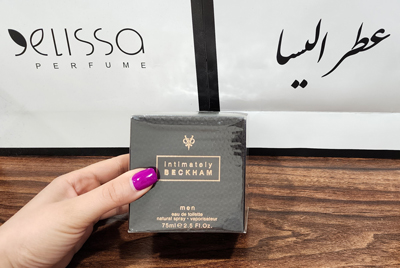 elissa
PERFUME
عطر اليسا
intimately
BECKHAM
men
eau de toilette
natural spray - vaporisateur
75ml e 2.5 Fl.Oz.